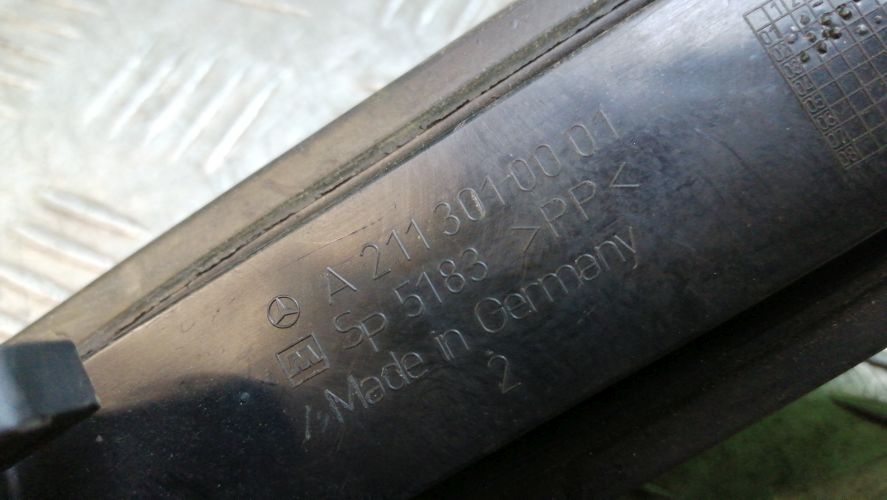 A 211 301 00 01
Sp 5183 >PP<
Made in Germany
2